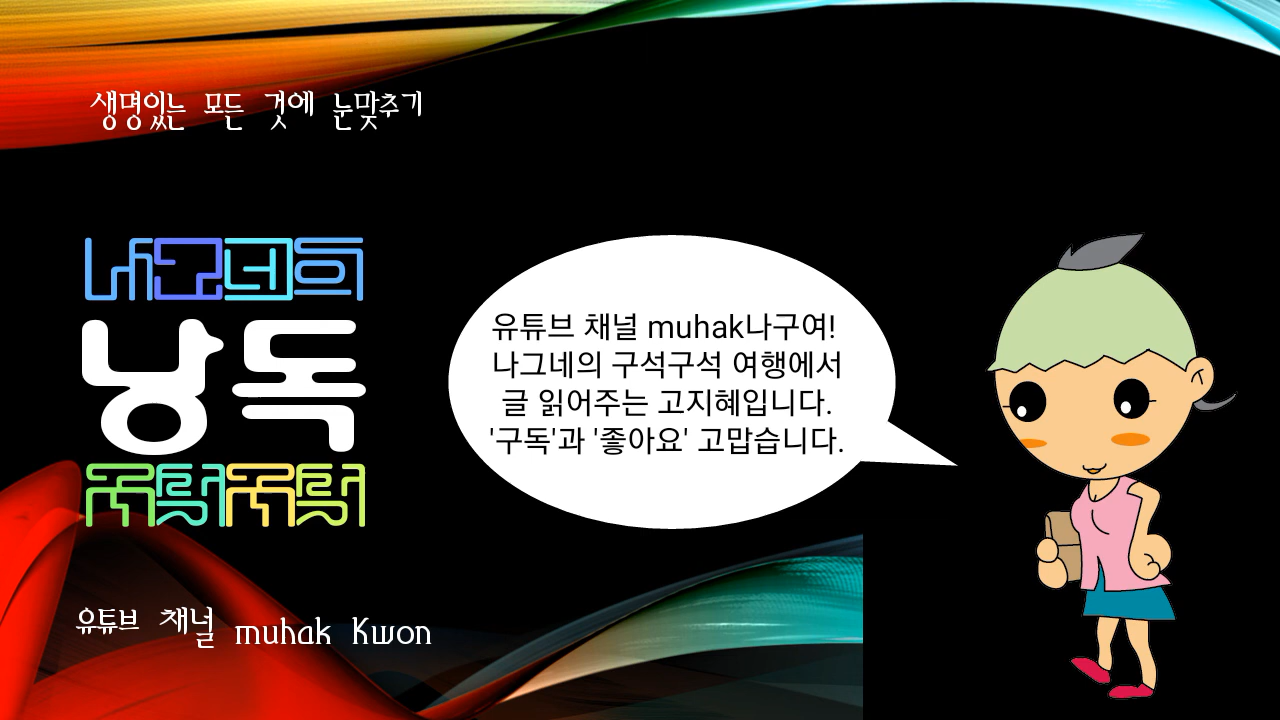 생명있는 모든 것에 눈맞추기
나그네의
낭독
구석구석
유튜브 채널 muhak나구여!
나그네의 구석구석 여행에서
글 읽어주는 고지혜입니다.
'구독'과 '좋아요' 고맙습니다.
유튜브 채널 muhak Kwon